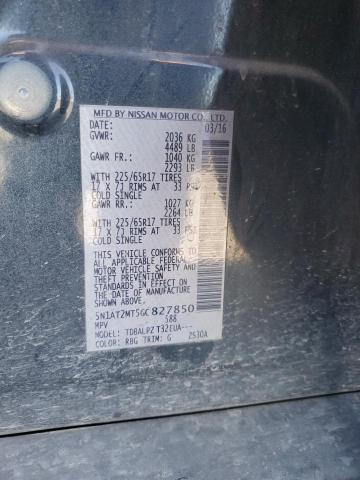 MFD BY NISSAN MOTOR CO., LTD.
DATE: 03/16
GVWR: 2036 KG
4489 LB
GAWR FR: 1040 KG
2293 LB
WITH 225/65R17 TIRES
17 X 7J RIMS AT 33 PSI
COLD SINGLE
GAWR RR: 1027 KG
2264 LB
WITH 225/65R17 TIRES
17 X 7J RIMS AT 33 PSI
COLD SINGLE
THIS VEHICLE CONFORMS TO ALL
APPLICABLE FEDERAL
MOTOR VEHICLE SAFETY AND
THEFT PREVENTION
STANDARDS IN EFFECT ON THE
DATE OF MANUFACTURE
5N1AT2MT5GC827850
MPV 588
MODEL: TDBALPZ T32EUA---
COLOR: RBG TRIM: G 2530A